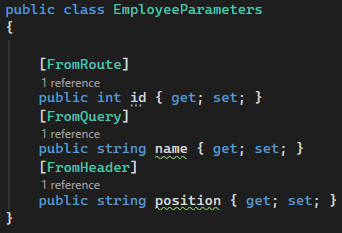 public class EmployeeParameters
{
[FromRoute]
1 reference
public int id { get; set; }
[FromQuery]
1 reference
public string name { get; set; }
[FromHeader]
1 reference
public string position { get; set; }
}